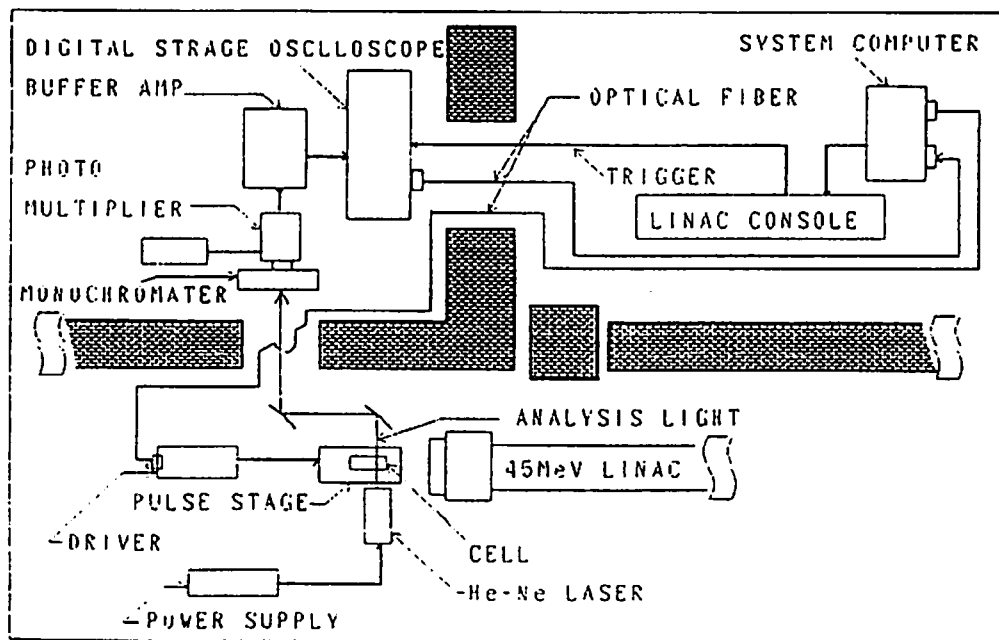 DIGITAL STRAGE OSCLLOSCOPE
SYSTEM COMPUTER
BUFFER AMP
OPTICAL FIBER
PHOTO
MULTIPLIER
TRIGGER
LINAC CONSOLE
MONOCHROMATER
ANALYSIS LIGHT
45MeV LINAC
PULSE STAGE
DRIVER
CELL
He-Ne LASER
POWER SUPPLY